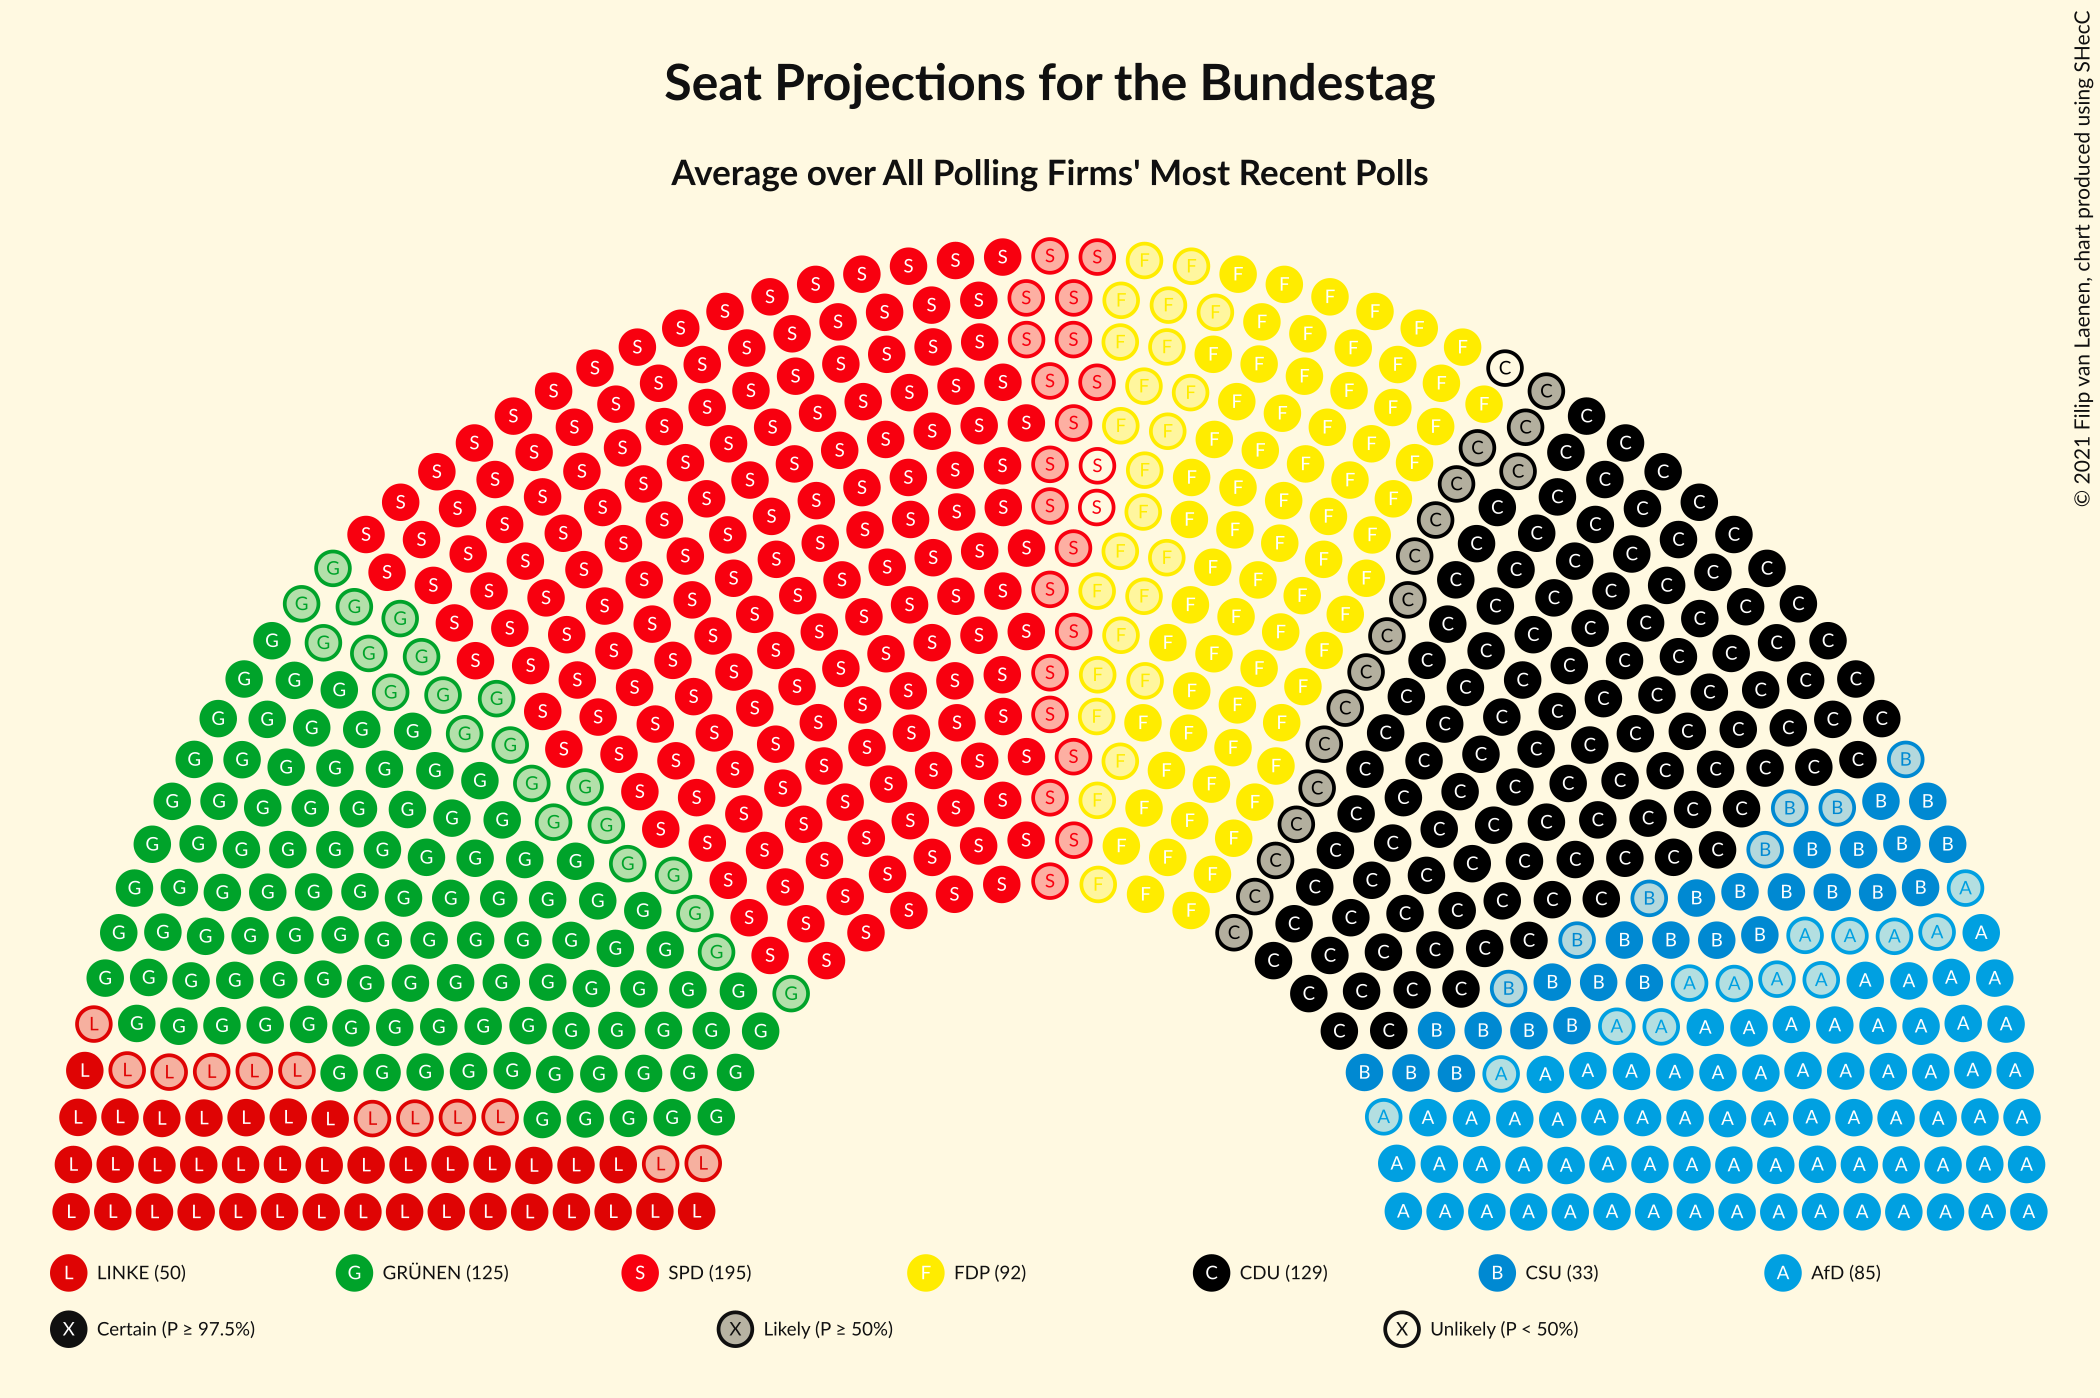 Seat Projections for the Bundestag
Average over All Polling Firms' Most Recent Polls
© 2021 Filip van Laenen, chart produced using SHecC
L LINKE (50)
G GRÜNEN (125)
S SPD (195)
F FDP (92)
C CDU (129)
B CSU (33)
A AfD (85)
X Certain (P ≥ 97.5%)
X Likely (P ≥ 50%)
X Unlikely (P < 50%)